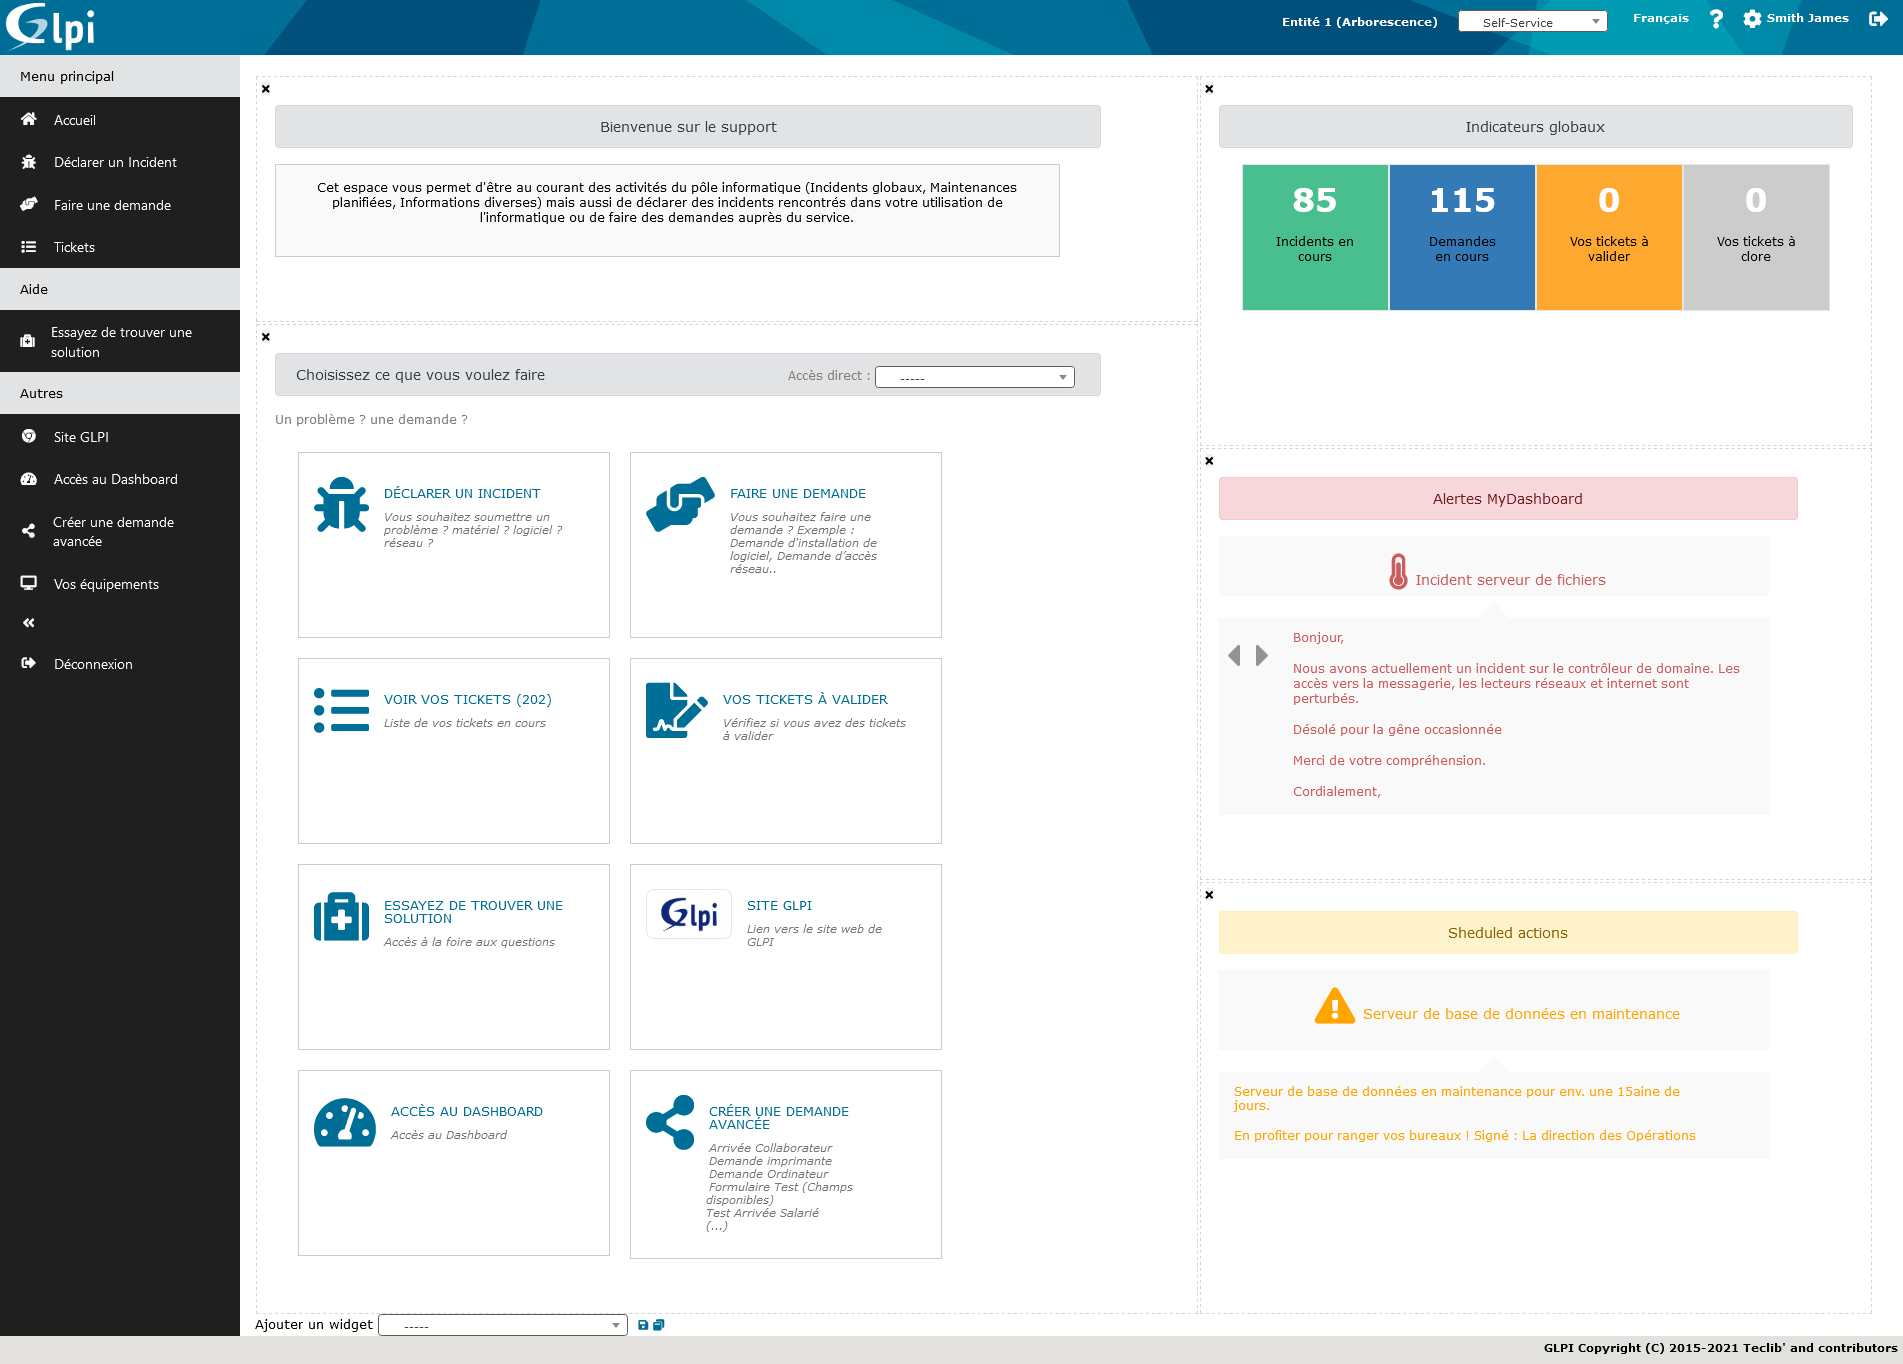 Glpi
Entité 1 (Arborescence)
Self-Service
Français
?
Smith James
Menu principal
Accueil
Déclarer un Incident
Faire une demande
Tickets
Aide
Essayez de trouver une
solution
Autres
Site GLPI
Accès au Dashboard
Créer une demande
avancée
Vos équipements
Déconnexion
Bienvenue sur le support
Cet espace vous permet d'être au courant des activités du pôle informatique (Incidents globaux, Maintenances
planifiées, Informations diverses) mais aussi de déclarer des incidents rencontrés dans votre utilisation de
l'informatique ou de faire des demandes auprès du service.
Choisissez ce que vous voulez faire
Accès direct :
-----
Un problème ? une demande ?
DÉCLARER UN INCIDENT
Vous souhaitez soumettre un
problème ? matériel ? logiciel ?
réseau ?
FAIRE UNE DEMANDE
Vous souhaitez faire une
demande ? Exemple :
Demande d'installation de
logiciel, Demande d’accès
réseau..
VOIR VOS TICKETS (202)
Liste de vos tickets en cours
VOS TICKETS À VALIDER
Vérifiez si vous avez des tickets
à valider
ESSAYEZ DE TROUVER UNE
SOLUTION
Accès à la foire aux questions
Glpi
SITE GLPI
Lien vers le site web de
GLPI
ACCÈS AU DASHBOARD
Accès au Dashboard
CRÉER UNE DEMANDE
AVANCÉE
Arrivée Collaborateur
Demande imprimante
Demande Ordinateur
Formulaire Test (Champs
disponibles)
Test Arrivée Salarié
(...)
Indicateurs globaux
85
Incidents en
cours
115
Demandes
en cours
0
Vos tickets à
valider
0
Vos tickets à
clore
Alertes MyDashboard
Incident serveur de fichiers
Bonjour,
Nous avons actuellement un incident sur le contrôleur de domaine. Les
accès vers la messagerie, les lecteurs réseaux et internet sont
perturbés.
Désolé pour la gêne occasionnée
Merci de votre compréhension.
Cordialement,
Sheduled actions
Serveur de base de données en maintenance
Serveur de base de données en maintenance pour env. une 15aine de
jours.
En profiter pour ranger vos bureaux ! Signé : La direction des Opérations
Ajouter un widget
-----
GLPI Copyright (C) 2015-2021 Teclib' and contributors